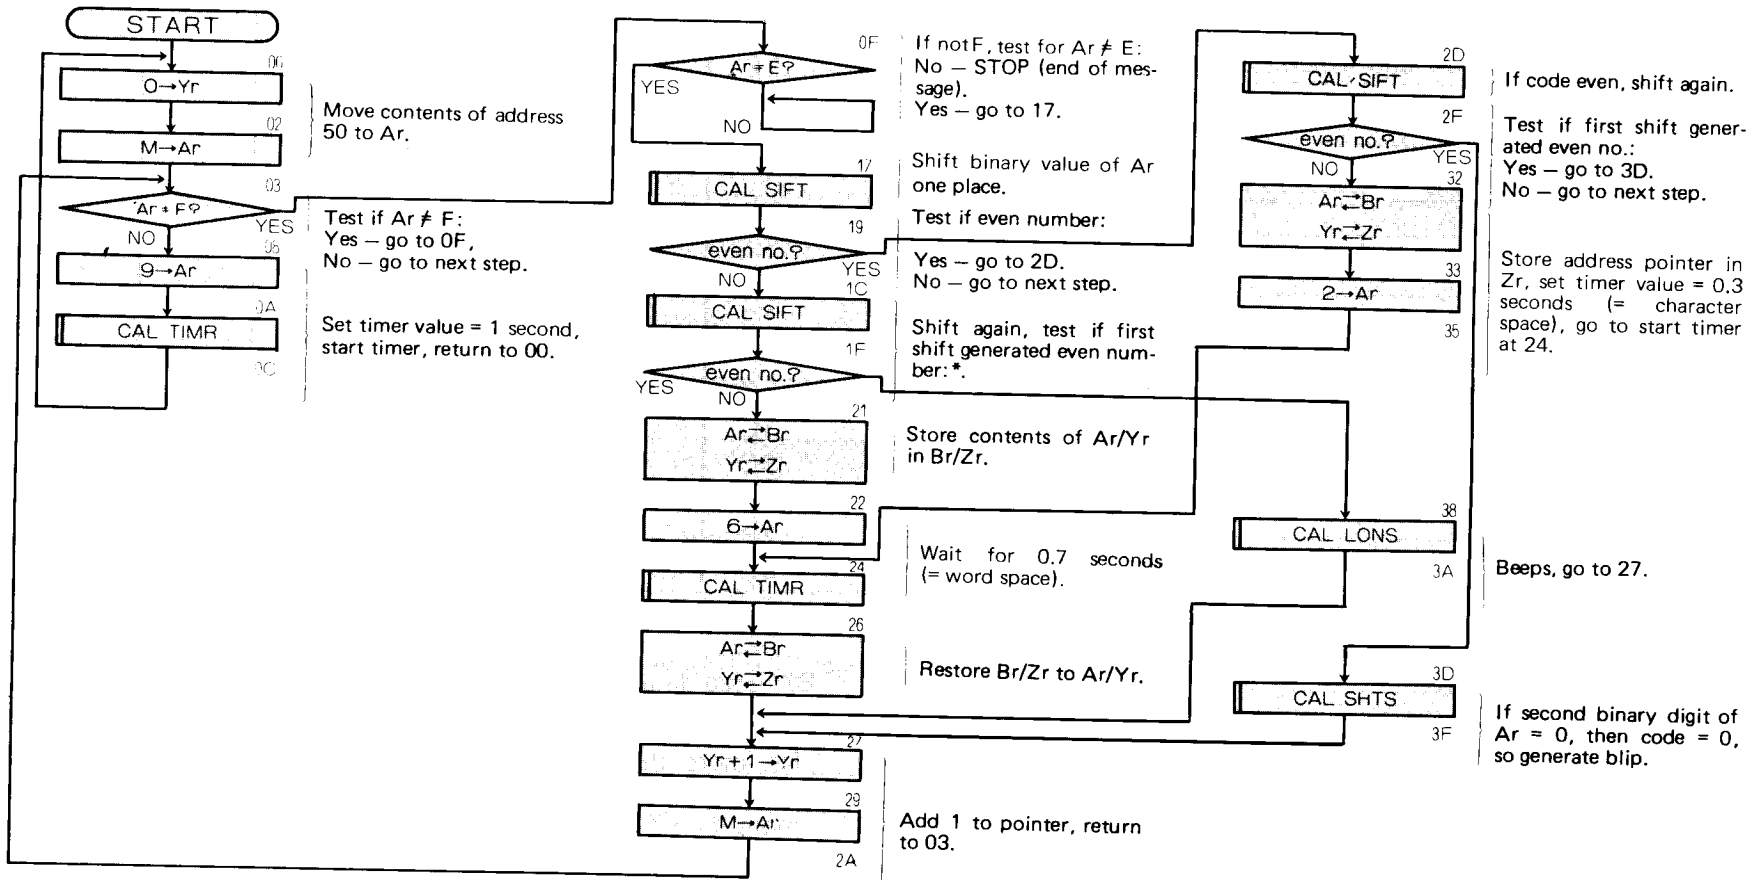 START
00
0→Yr
02
M→Ar
Move contents of address
50 to Ar.
03
Ar ≠ F?
YES
NO
Test if Ar ≠ F:
Yes – go to 0F,
No – go to next step.
9→Ar
0A
CAL TIMR
0C
Set timer value = 1 second,
start timer, return to 00.
0F
Ar ≠ E?
YES
NO
If not F, test for Ar ≠ E:
No – STOP (end of mes-
sage).
Yes – go to 17.
17
CAL SIFT
Shift binary value of Ar
one place.
Test if even number:
19
even no.?
YES
NO
Yes – go to 2D.
No – go to next step.
1C
CAL SIFT
1F
even no.?
YES
NO
Shift again, test if first
shift generated even num-
ber:*.
21
Ar⇄Br
Yr⇄Zr
Store contents of Ar/Yr
in Br/Zr.
22
6→Ar
24
CAL TIMR
Wait for 0.7 seconds
(= word space).
26
Ar⇄Br
Yr⇄Zr
Restore Br/Zr to Ar/Yr.
27
Yr + 1→Yr
29
M→Ar
2A
Add 1 to pointer, return
to 03.
2D
CAL SIFT
If code even, shift again.
2F
even no.?
YES
NO
Test if first shift gener-
ated even no.:
Yes – go to 3D.
No – go to next step.
32
Ar⇄Br
Yr⇄Zr
33
2→Ar
35
Store address pointer in
Zr, set timer value = 0.3
seconds (= character
space), go to start timer
at 24.
38
CAL LONS
3A
Beeps, go to 27.
3D
CAL SHTS
3F
If second binary digit of
Ar = 0, then code = 0,
so generate blip.